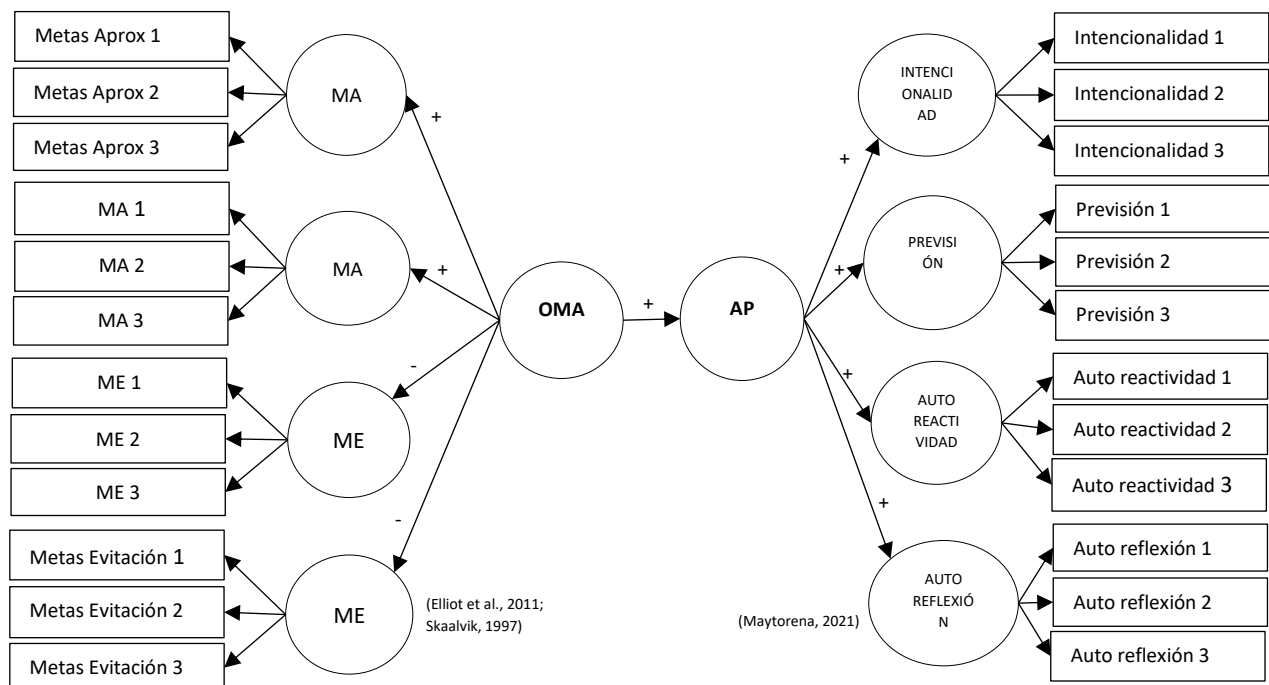 Metas Aprox 1
Metas Aprox 2
Metas Aprox 3
MA
+
MA 1
MA 2
MA 3
MA
+
ME 1
ME 2
ME 3
ME
-
Metas Evitación 1
Metas Evitación 2
Metas Evitación 3
ME
-
(Elliot et al., 2011;
Skaalvik, 1997)
OMA
+
AP
+
INTENCI
ONALID
AD
Intencionalidad 1
Intencionalidad 2
Intencionalidad 3
+
PREVISI
ÓN
Previsión 1
Previsión 2
Previsión 3
+
AUTO
REACTI
VIDAD
Auto reactividad 1
Auto reactividad 2
Auto reactividad 3
+
AUTO
REFLEXIÓ
N
Auto reflexión 1
Auto reflexión 2
Auto reflexión 3
(Maytorena, 2021)